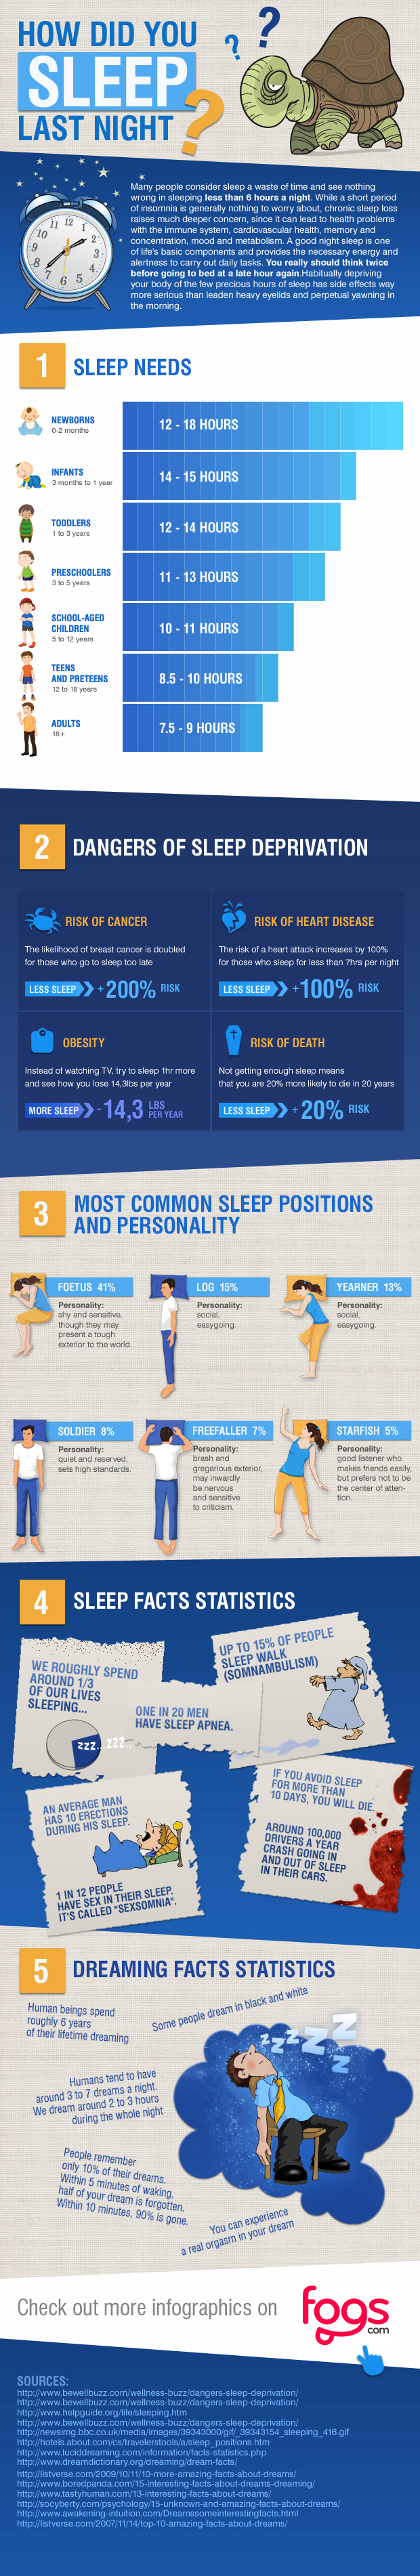 HOW DID YOU
SLEEP
LAST NIGHT?
? ?
Many people consider sleep a waste of time and see nothing
wrong in sleeping less than 6 hours a night. While a short period
of insomnia is generally nothing to worry about, chronic sleep loss
raises much deeper concern, since it can lead to health problems
with the immune system, cardiovascular health, memory and
concentration, mood and metabolism. A good night sleep is one
of life's basic components and provides the necessary energy and
alertness to carry out daily tasks. You really should think twice
before going to bed at a late hour again.Habitually depriving
your body of the few precious hours of sleep has side effects way
more serious than leaden heavy eyelids and perpetual yawning in
the morning.
1 SLEEP NEEDS
NEWBORNS
0-2 months
12 - 18 HOURS
INFANTS
3 months to 1 year
14 - 15 HOURS
TODDLERS
1 to 3 years
12 - 14 HOURS
PRESCHOOLERS
3 to 5 years
11 - 13 HOURS
SCHOOL-AGED
CHILDREN
5 to 12 years
10 - 11 HOURS
TEENS
AND PRETEENS
12 to 18 years
8.5 - 10 HOURS
ADULTS
18+
7.5 - 9 HOURS
2 DANGERS OF SLEEP DEPRIVATION
RISK OF CANCER
The likelihood of breast cancer is doubled
for those who go to sleep too late
LESS SLEEP +200% RISK
RISK OF HEART DISEASE
The risk of a heart attack increases by 100%
for those who sleep for less than 7hrs per night
LESS SLEEP +100% RISK
OBESITY
Instead of watching TV, try to sleep 1hr more
and see how you lose 14,3lbs per year
MORE SLEEP -14,3 LBS PER YEAR
RISK OF DEATH
Not getting enough sleep means
that you are 20% more likely to die in 20 years
LESS SLEEP + 20% RISK
3 MOST COMMON SLEEP POSITIONS
AND PERSONALITY
FOETUS 41%
Personality:
shy and sensitive,
though they may
present a tough
exterior to the world.
LOG 15%
Personality:
social,
easygoing.
YEARNER 13%
Personality:
social,
easygoing.
SOLDIER 8%
Personality:
quiet and reserved,
sets high standards.
FREEFALLER 7%
Personality:
brash and
gregarious exterior,
may inwardly
be nervous
and sensitive
to criticism.
STARFISH 5%
Personality:
good listener who
makes friends easily,
but prefers not to be
the center of atten-
tion.
4 SLEEP FACTS STATISTICS
WE ROUGHLY SPEND
AROUND 1/3
OF OUR LIVES
SLEEPING...
zzz...zzz...
UP TO 15% OF PEOPLE
SLEEP WALK
(SOMNAMBULISM)
ONE IN 20 MEN
HAVE SLEEP APNEA.
AN AVERAGE MAN
HAS 10 ERECTIONS
DURING HIS SLEEP.
1 IN 12 PEOPLE
HAVE SEX IN THEIR SLEEP.
IT'S CALLED "SEXSOMNIA".
IF YOU AVOID SLEEP
FOR MORE THAN
10 DAYS, YOU WILL DIE.
AROUND 100,000
DRIVERS A YEAR
CRASH GOING IN
AND OUT OF SLEEP
IN THEIR CARS.
5 DREAMING FACTS STATISTICS
Human beings spend
roughly 6 years
of their lifetime dreaming
Some people dream in black and white
Humans tend to have
around 3 to 7 dreams a night.
We dream around 2 to 3 hours
during the whole night
People remember
only 10% of their dreams.
Within 5 minutes of waking,
half of your dream is forgotten.
Within 10 minutes, 90% is gone.
You can experience
a real orgasm in your dream
Check out more infographics on
fogs
com
SOURCES:
http://www.bewellbuzz.com/wellness-buzz/dangers-sleep-deprivation/
http://www.bewellbuzz.com/wellness-buzz/dangers-sleep-deprivation/
http://www.helpguide.org/life/sleeping.htm
http://www.bewellbuzz.com/wellness-buzz/dangers-sleep-deprivation/
http://newsimg.bbc.co.uk/media/images/39343000/gif/_39343154_sleeping_416.gif
http://hotels.about.com/cs/travelerstools/a/sleep_positions.htm
http://www.luciddreaming.com/information/facts-statistics.php
http://www.dreamdictionary.org/dreaming/dream-facts/
http://listverse.com/2009/10/11/10-more-amazing-facts-about-dreams/
http://www.boredpanda.com/15-interesting-facts-about-dreams-dreaming/
http://www.tastyhuman.com/13-interesting-facts-about-dreams/
http://socyberty.com/psychology/15-unknown-and-amazing-facts-about-dreams/
http://www.awakening-intuition.com/Dreamssomeinterestingfacts.html
http://listverse.com/2007/11/14/top-10-amazing-facts-about-dreams/